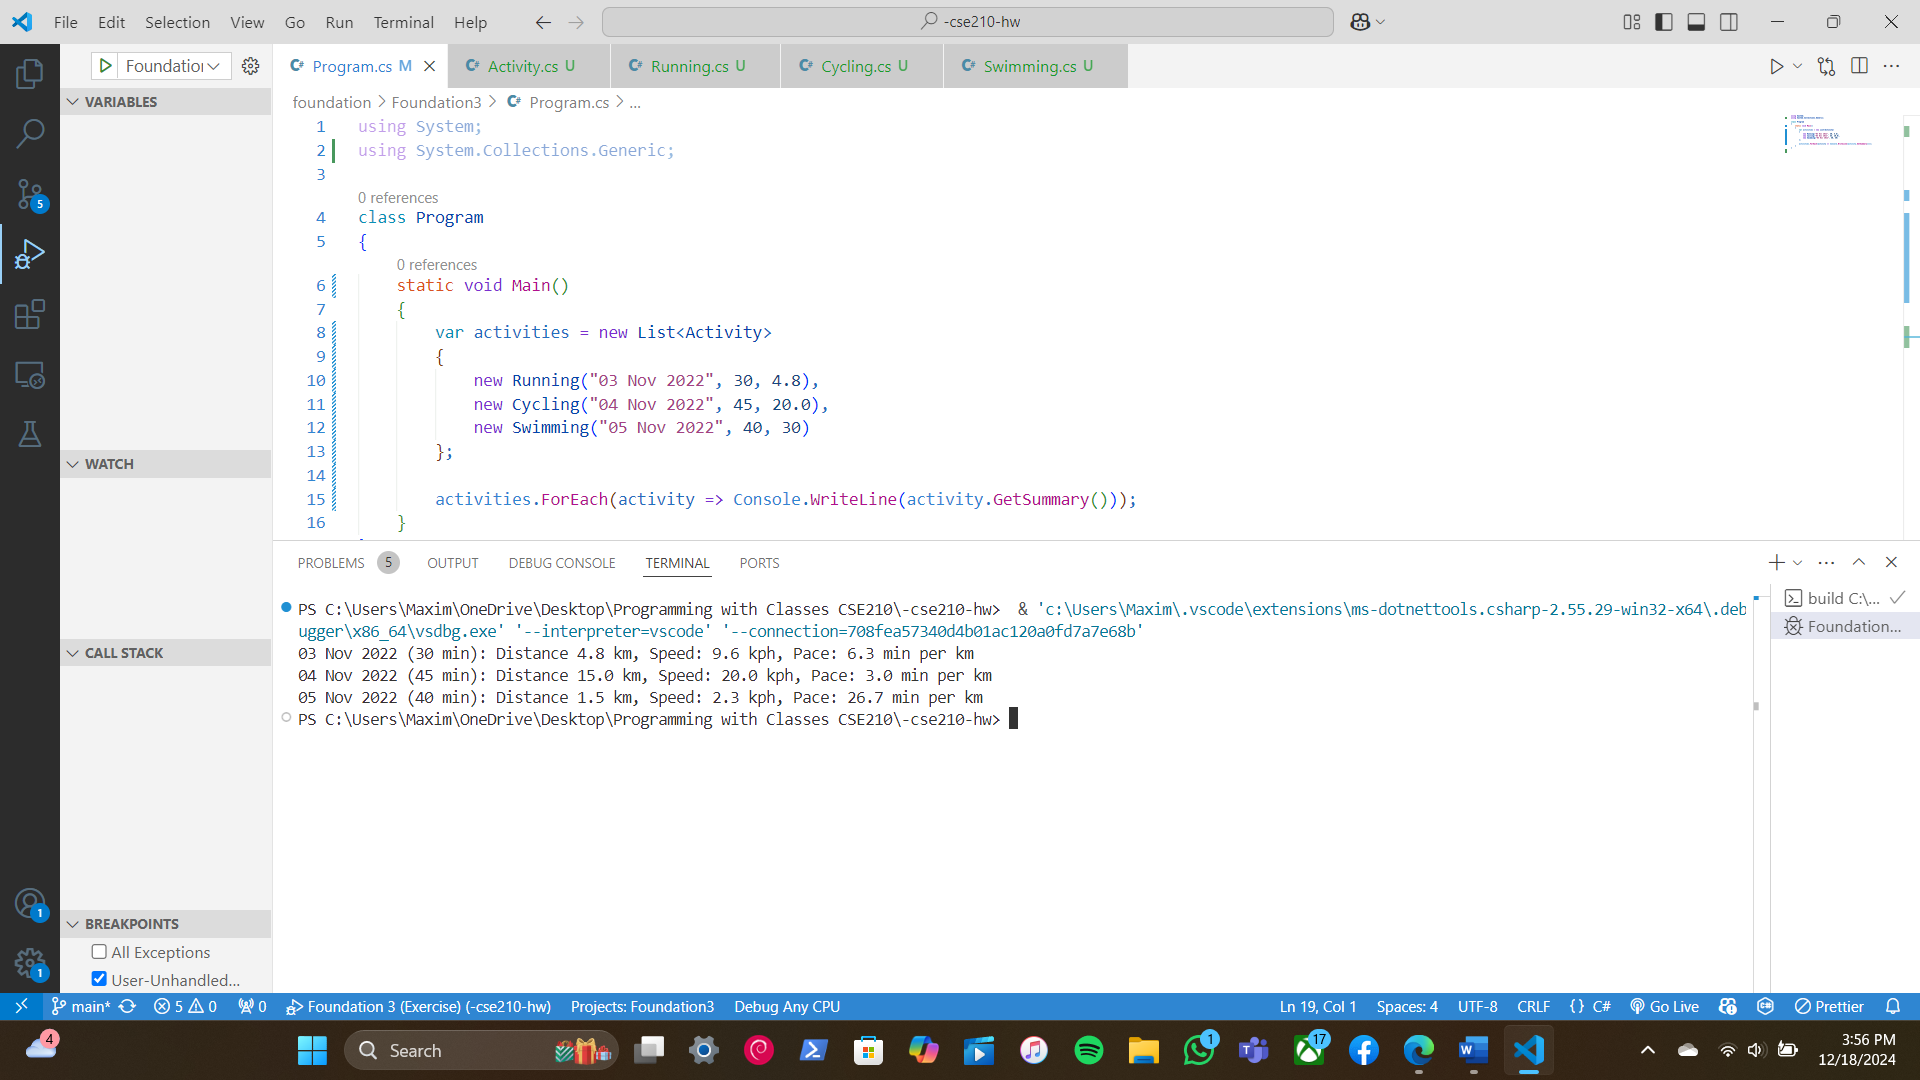 File Edit Selection View Go Run Terminal Help
-cse210-hw
Program.cs M
Activity.cs U
Running.cs U
Cycling.cs U
Swimming.cs U
foundation > Foundation3 > Program.cs > ...
VARIABLES
WATCH
CALL STACK
BREAKPOINTS
All Exceptions
User-Unhandled...
5
1
1
1 using System;
2 using System.Collections.Generic;
3
0 references
4 class Program
5 {
0 references
6 static void Main()
7 {
8 var activities = new List<Activity>
9 {
10 new Running("03 Nov 2022", 30, 4.8),
11 new Cycling("04 Nov 2022", 45, 20.0),
12 new Swimming("05 Nov 2022", 40, 30)
13 };
14
15 activities.ForEach(activity => Console.WriteLine(activity.GetSummary()));
16 }
PROBLEMS 5 OUTPUT DEBUG CONSOLE TERMINAL PORTS
PS C:\Users\Maxim\OneDrive\Desktop\Programming with Classes CSE210\-cse210-hw> & 'c:\Users\Maxim\.vscode\extensions\ms-dotnettools.csharp-2.55.29-win32-x64\.deb
ugger\x86_64\vsdbg.exe' '--interpreter=vscode' '--connection=708fea57340d4b01ac120a0fd7a7e68b'
03 Nov 2022 (30 min): Distance 4.8 km, Speed: 9.6 kph, Pace: 6.3 min per km
04 Nov 2022 (45 min): Distance 15.0 km, Speed: 20.0 kph, Pace: 3.0 min per km
05 Nov 2022 (40 min): Distance 1.5 km, Speed: 2.3 kph, Pace: 26.7 min per km
PS C:\Users\Maxim\OneDrive\Desktop\Programming with Classes CSE210\-cse210-hw>
build C:\...
Foundation...
main* 5 0 0 Foundation 3 (Exercise) (-cse210-hw) Projects: Foundation3 Debug Any CPU
Ln 19, Col 1 Spaces: 4 UTF-8 CRLF {} C# Go Live Prettier
4
Search
1
17
3:56 PM
12/18/2024